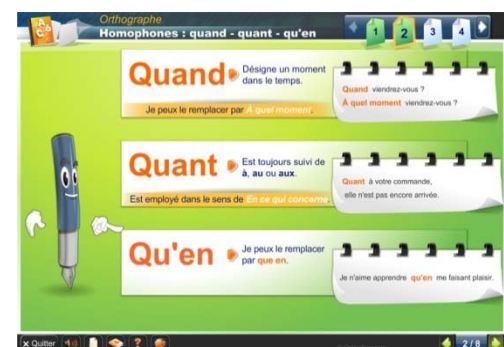 Orthographe
Homophones : quand - quant - qu'en
1 2 3 4
Quand
Désigne un moment
dans le temps.
Je peux le remplacer par À quel moment.
Quand viendrez-vous ?
À quel moment viendrez-vous ?
Quant
Est toujours suivi de
à, au ou aux.
Est employé dans le sens de En ce qui concerne.
Quant à votre commande,
elle n'est pas encore arrivée.
Qu'en
Je peux le remplacer
par que en.
Je n'aime apprendre qu'en me faisant plaisir.
x Quitter
?
2/8